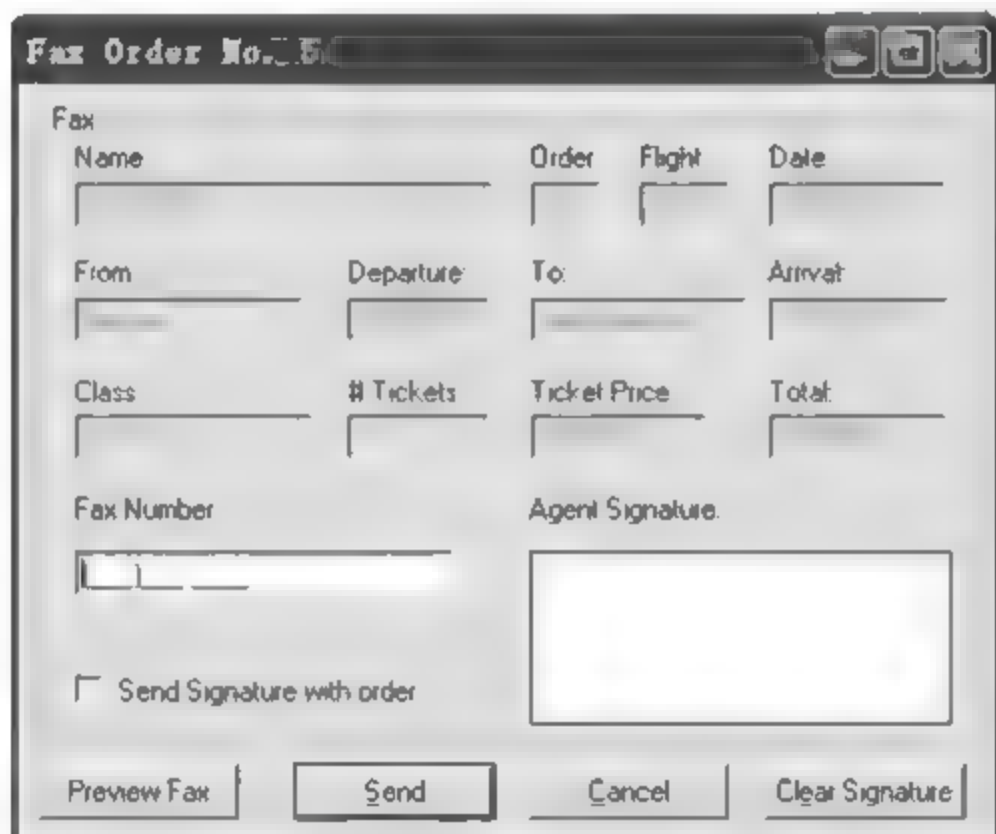 Fax Order No.
Fax
Name Order Flight Date
From Departure: To: Arrival:
Class # Tickets Ticket Price Total:
Fax Number Agent Signature:
Send Signature with order
Preview Fax Send Cancel Clear Signature